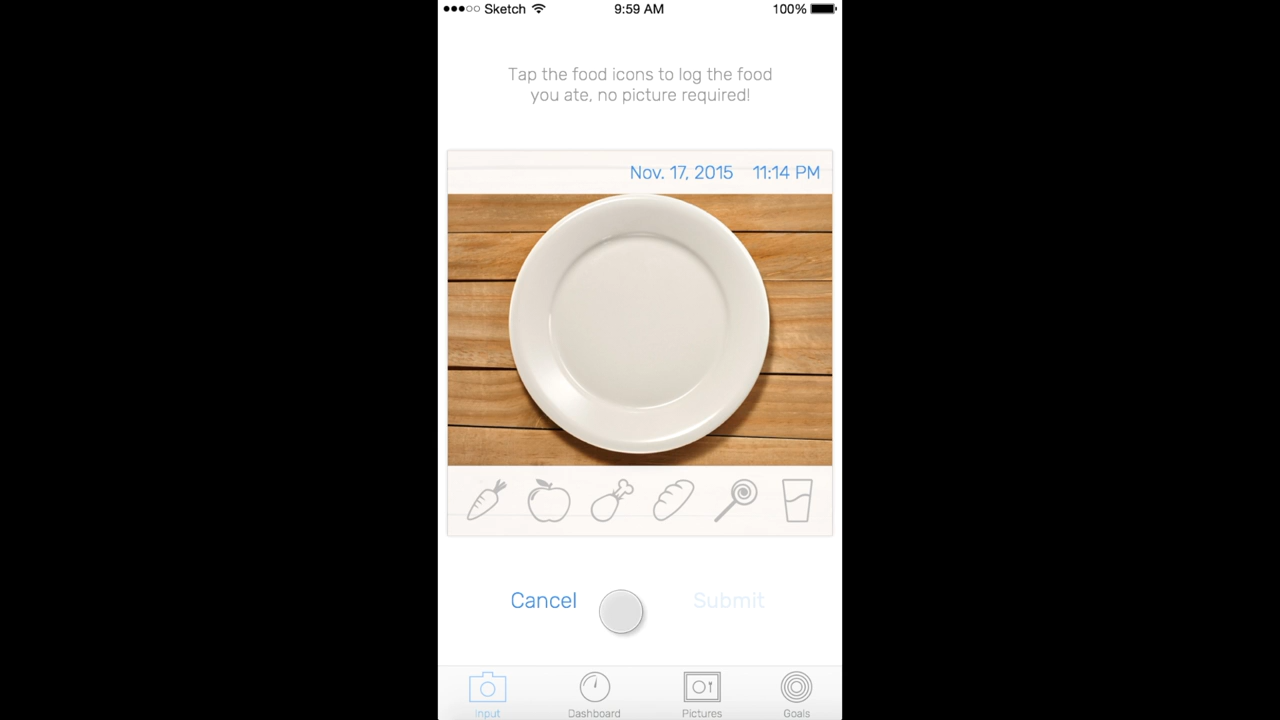 Sketch 9:59 AM 100%
Tap the food icons to log the food
you ate, no picture required!
Nov. 17, 2015 11:14 PM
Cancel Submit
Input Dashboard Pictures Goals